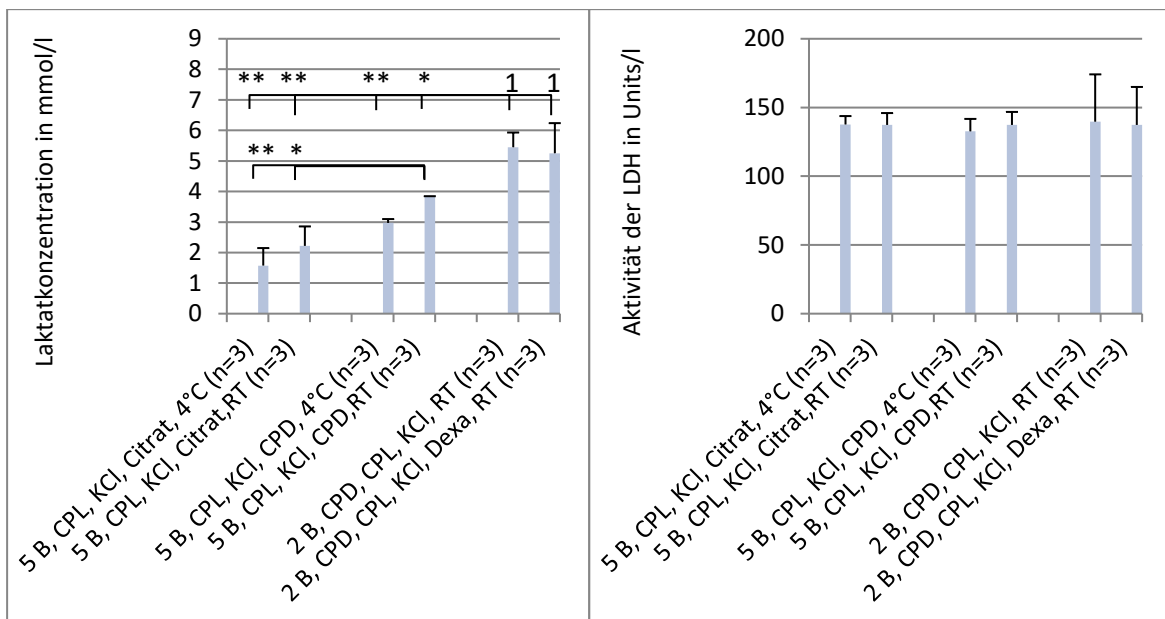 Laktatkonzentration in mmol/l
9
8
7
6
5
4
3
2
1
0
** ** ** * 1 1
** *
5 B, CPL, KCl, Citrat, 4°C (n=3)
5 B, CPL, KCl, Citrat,RT (n=3)
5 B, CPL, KCl, CPD, 4°C (n=3)
5 B, CPL, KCl, CPD,RT (n=3)
2 B, CPD, CPL, KCl, RT (n=3)
2 B, CPD, CPL, KCl, Dexa, RT (n=3)
Aktivität der LDH in Units/l
200
150
100
50
0
5 B, CPL, KCl, Citrat, 4°C (n=3)
5 B, CPL, KCl, Citrat,RT (n=3)
5 B, CPL, KCl, CPD, 4°C (n=3)
5 B, CPL, KCl, CPD,RT (n=3)
2 B, CPD, CPL, KCl, RT (n=3)
2 B, CPD, CPL, KCl, Dexa, RT (n=3)